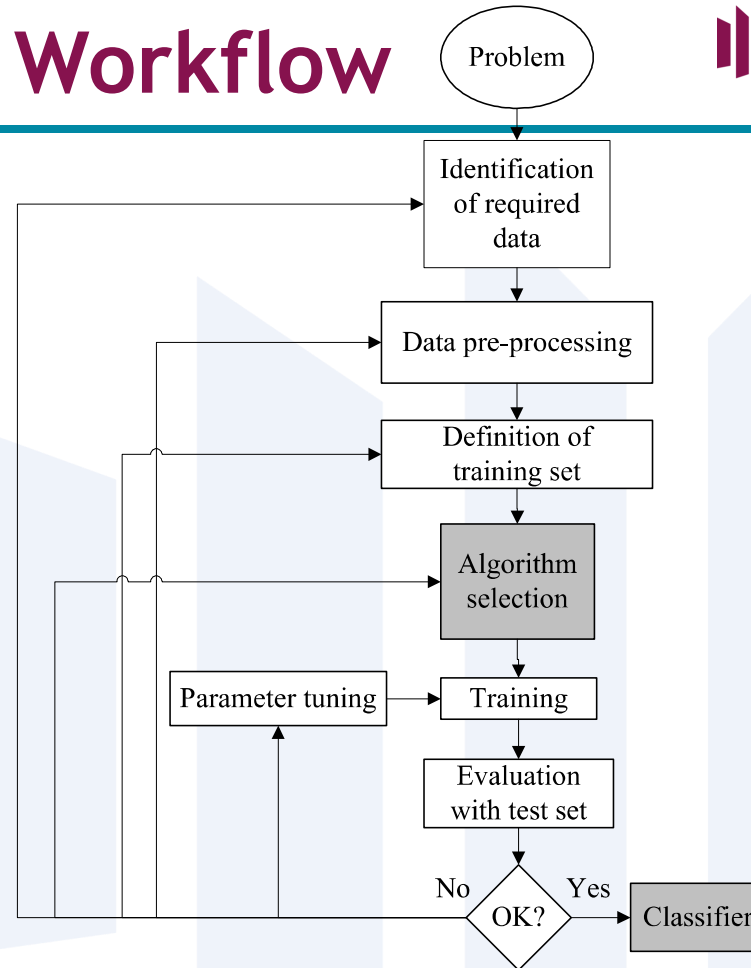 Workflow
Problem
Identification
of required
data
Data pre-processing
Definition of
training set
Algorithm
selection
Parameter tuning
Training
Evaluation
with test set
No
OK?
Yes
Classifier